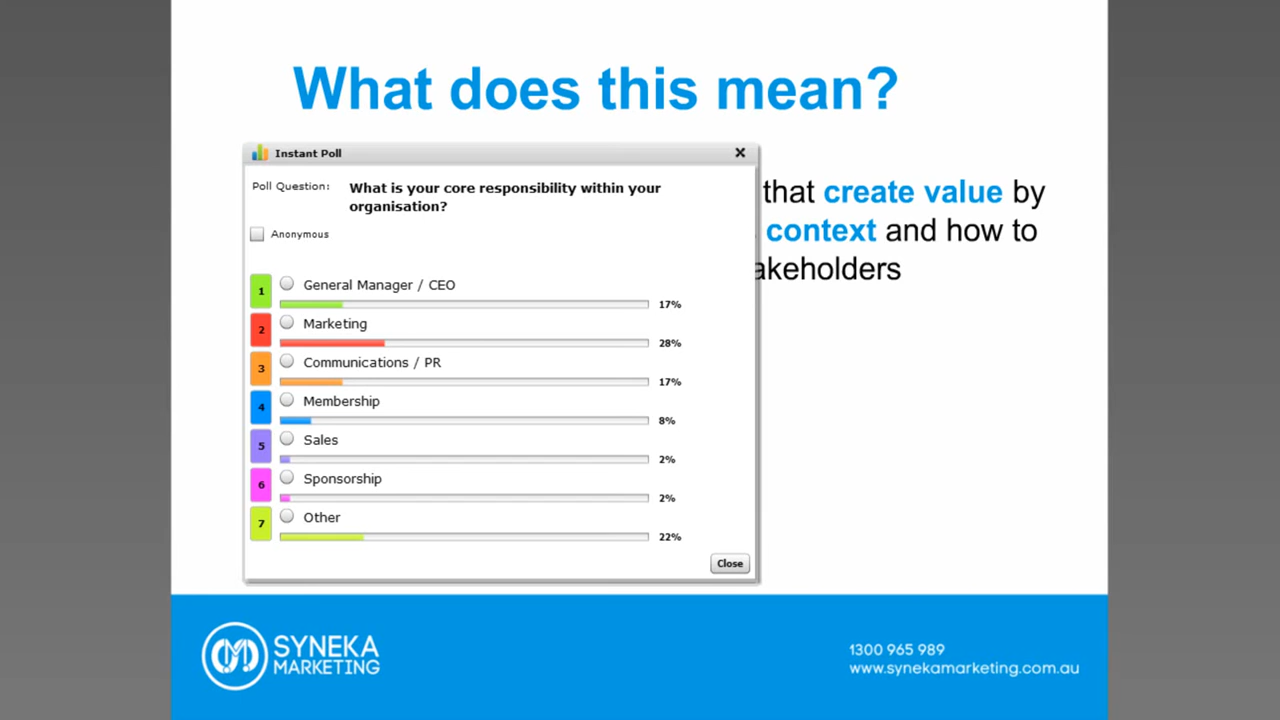 What does this mean?
Instant Poll
Poll Question: What is your core responsibility within your
organisation?
Anonymous
that create value by
context and how to
akeholders
1 General Manager / CEO
17%
2 Marketing
28%
3 Communications / PR
17%
4 Membership
8%
5 Sales
2%
6 Sponsorship
2%
7 Other
22%
Close
SYNEKA
MARKETING
1300 965 989
www.synekamarketing.com.au